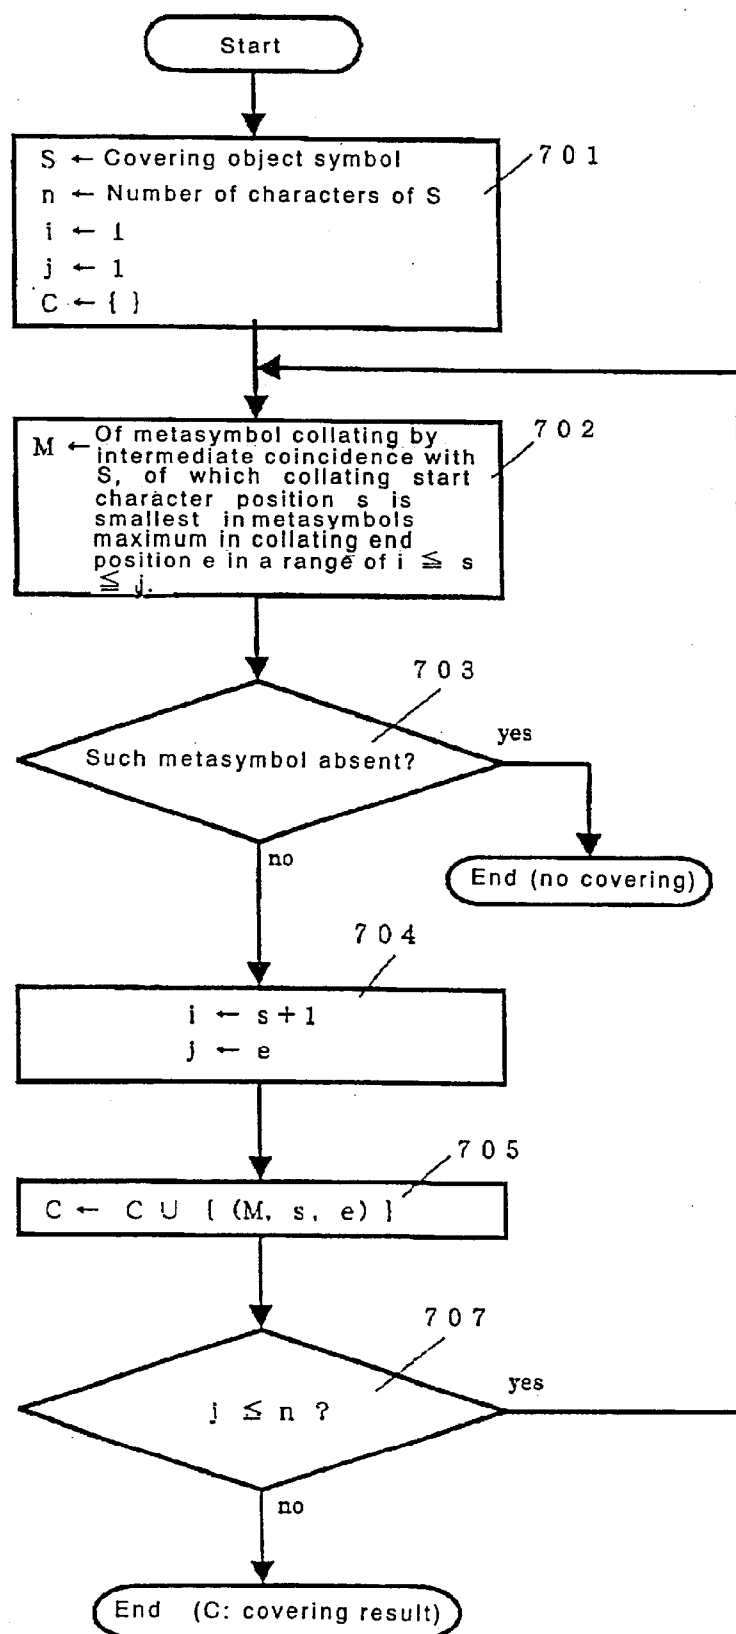 Start
701
S ← Covering object symbol
n ← Number of characters of S
i ← 1
j ← 1
C ← { }
702
M ← Of metasymbol collating by
intermediate coincidence with
S, of which collating start
character position s is
smallest in metasymbols
maximum in collating end
position e in a range of i ≦ s
≦ j.
703
Such metasymbol absent?
yes
no
End (no covering)
704
i ← s+1
j ← e
705
C ← C ∪ { (M, s, e) }
707
j ≦ n ?
yes
no
End (C: covering result)